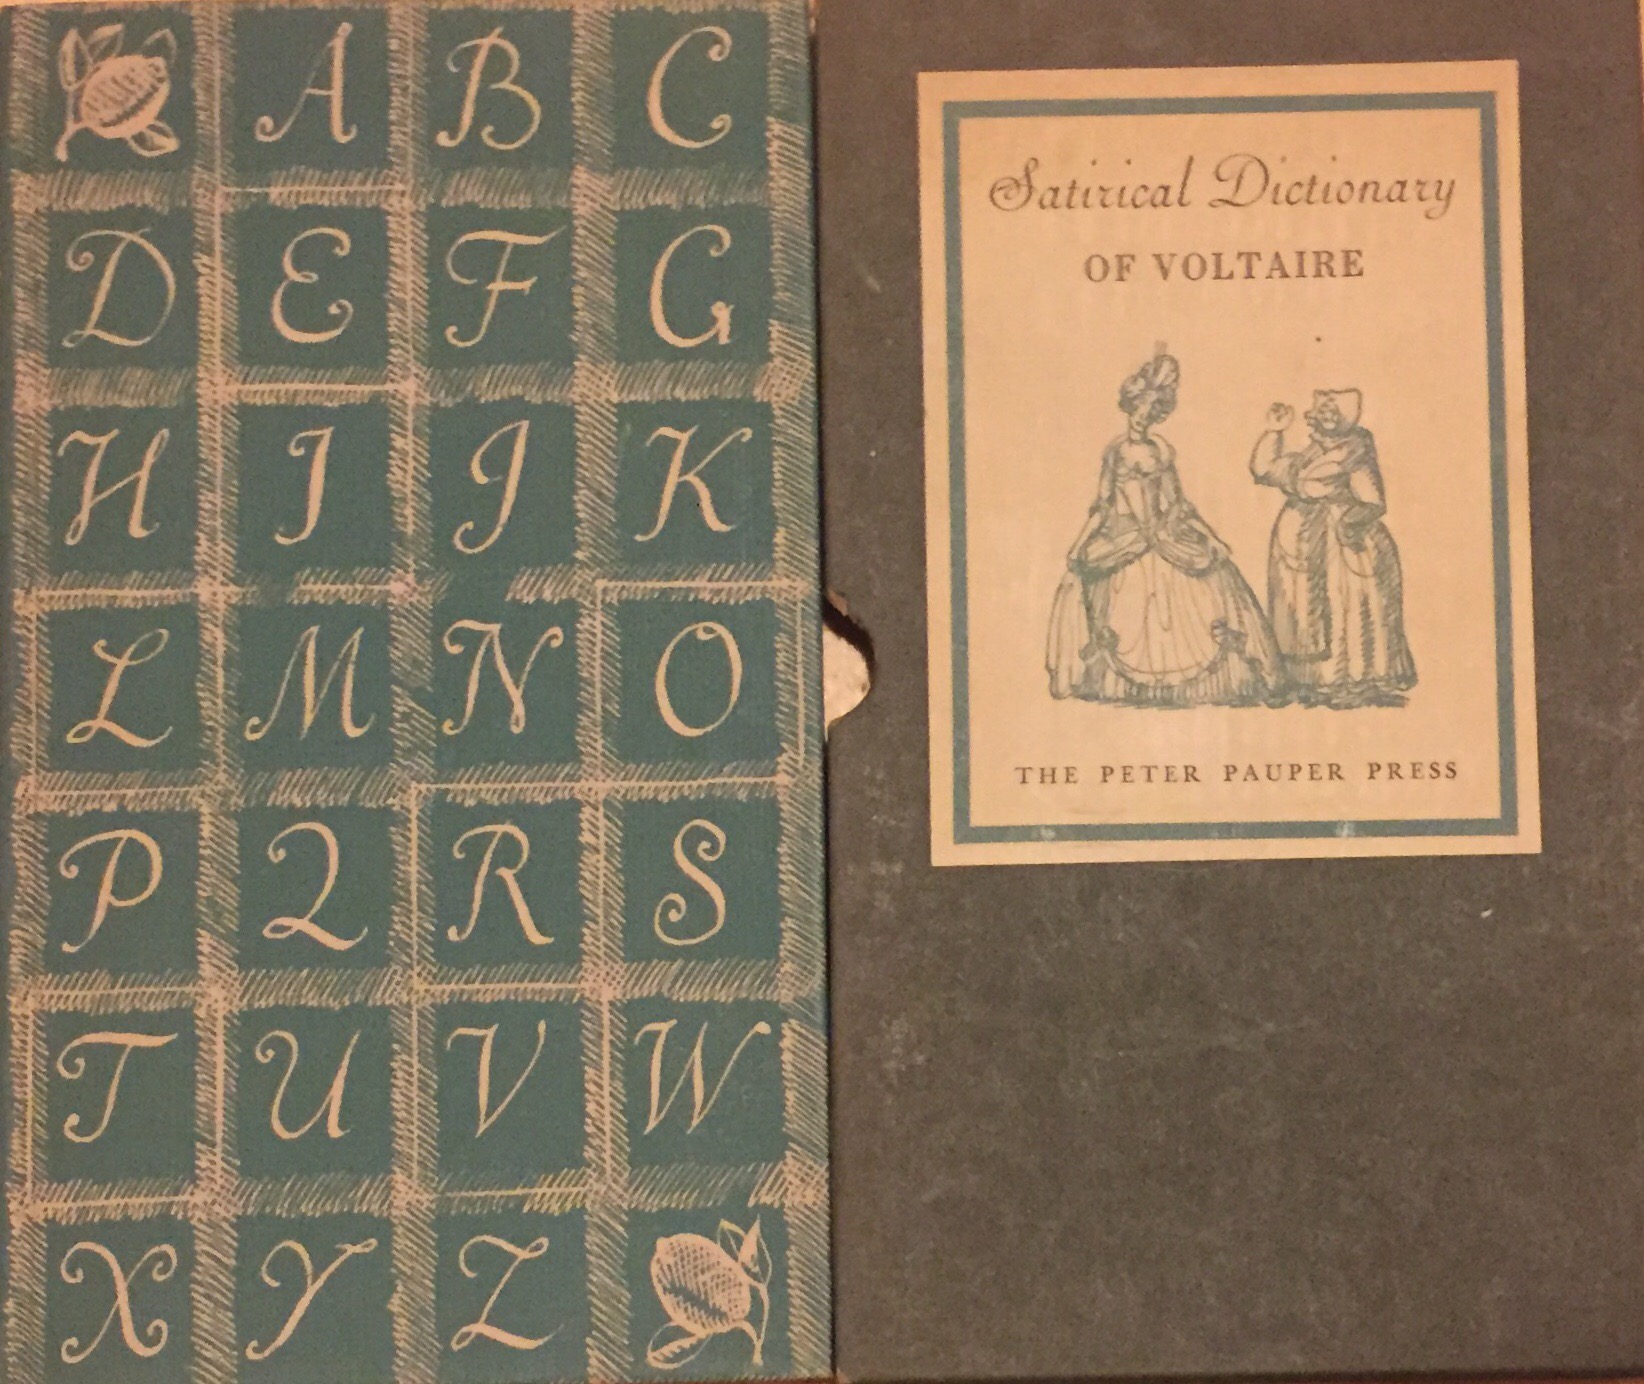 A B C
D E F G
H I J K
L M N O
P Q R S
T U V W
X Y Z
Satirical Dictionary
OF VOLTAIRE
THE PETER PAUPER PRESS